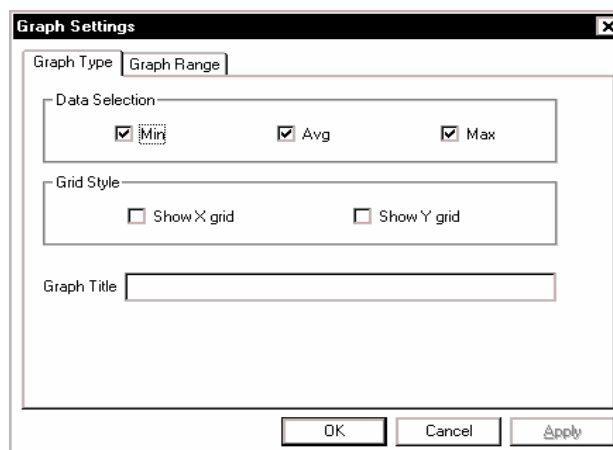 Graph Settings
Graph Type Graph Range
Data Selection
Min Avg Max
Grid Style
Show X grid Show Y grid
Graph Title
OK Cancel Apply